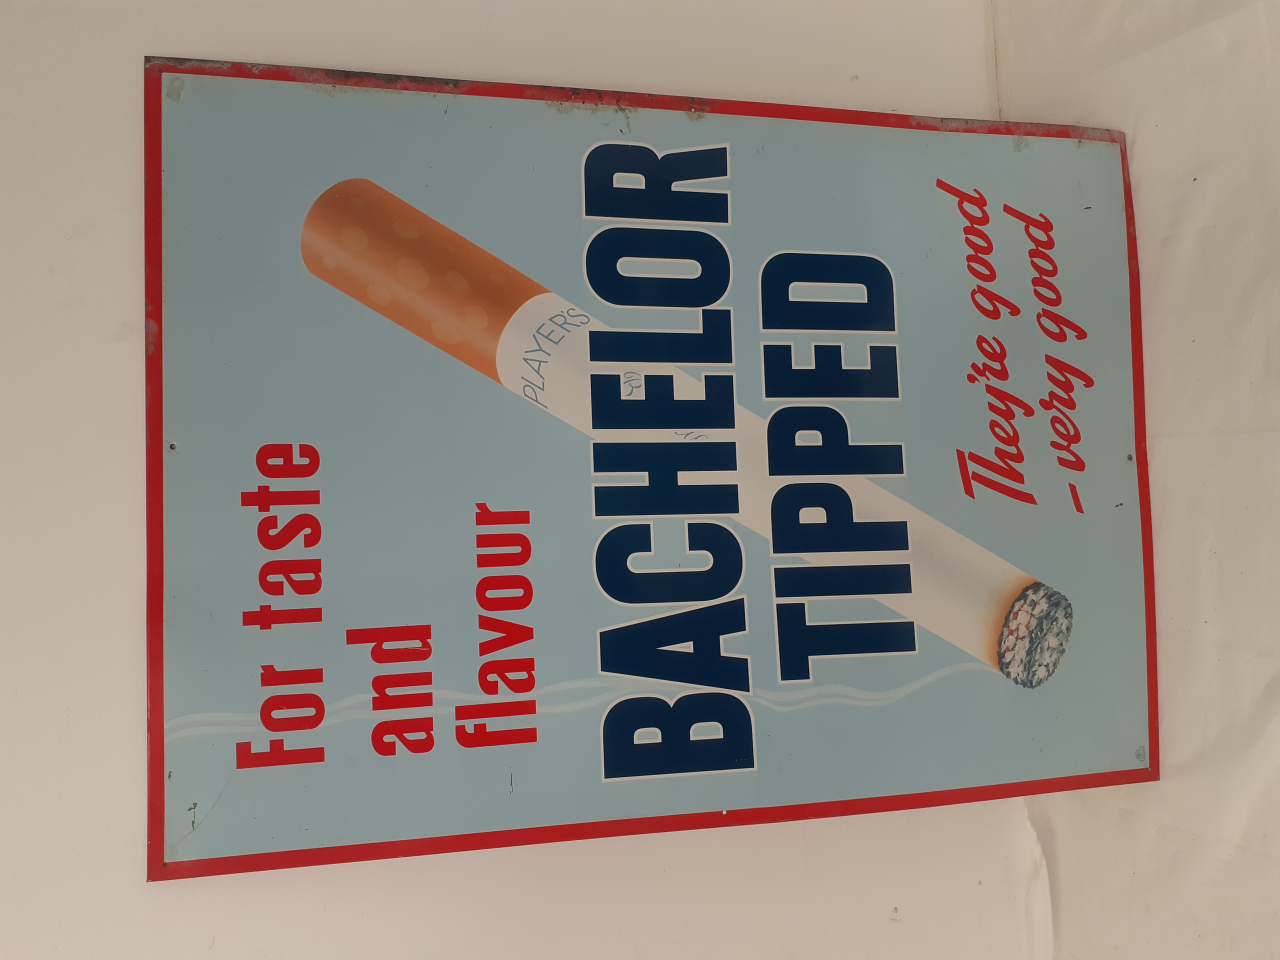 For taste
and
flavour
PLAYER'S
BACHELOR
TIPPED
They're good
- very good